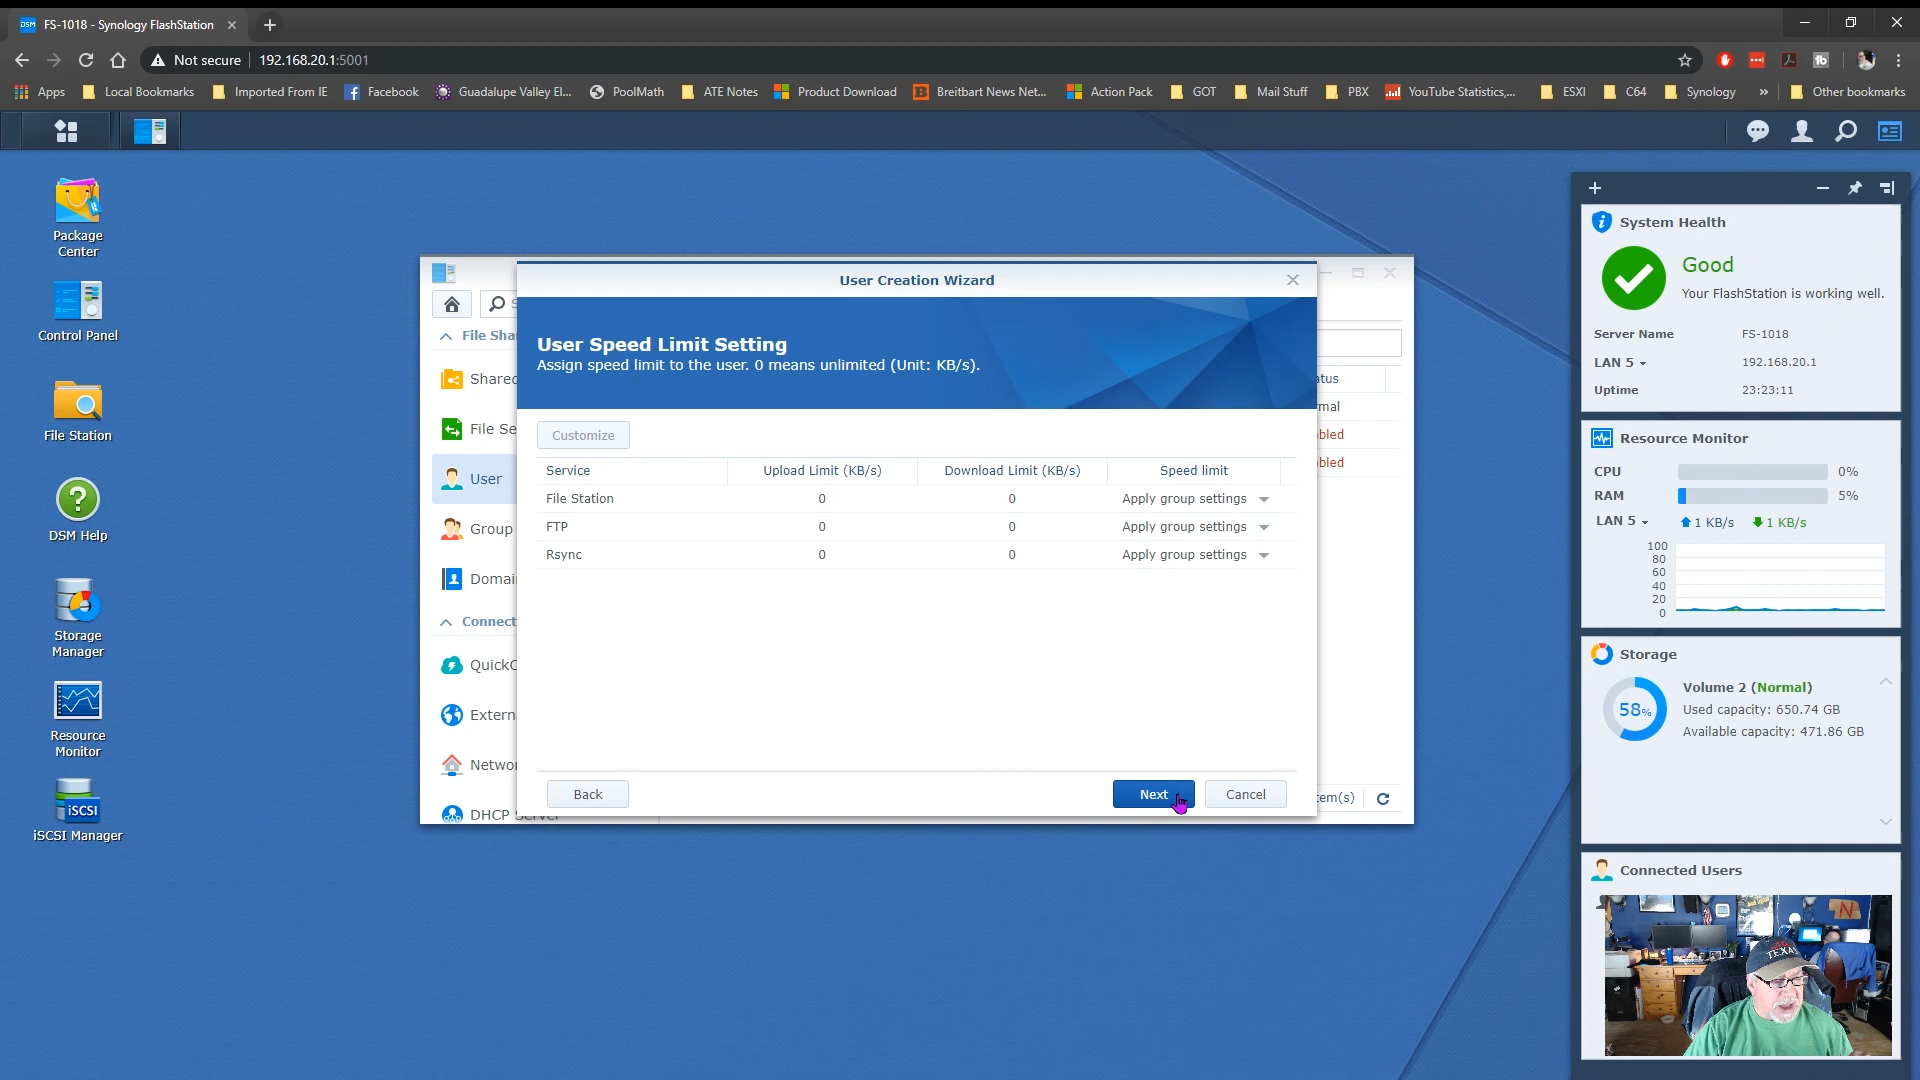 FS-1018 - Synology FlashStation
Not secure
192.168.20.1:5001
Apps
Local Bookmarks
Imported From IE
Facebook
Guadalupe Valley El...
PoolMath
ATE Notes
Product Download
Breitbart News Net...
Action Pack
GOT
Mail Stuff
PBX
YouTube Statistics,...
ESXI
C64
Synology
»
Other bookmarks
Package
Center
Control Panel
File Station
DSM Help
Storage
Manager
Resource
Monitor
iSCSI
iSCSI Manager
User Creation Wizard
File Sha
Shared
File Se
User
Group
Domai
Connect
QuickC
Extern
Networ
DHCP Server
User Speed Limit Setting
Assign speed limit to the user. 0 means unlimited (Unit: KB/s).
Customize
Service
Upload Limit (KB/s)
Download Limit (KB/s)
Speed limit
File Station
0
0
Apply group settings
FTP
0
0
Apply group settings
Rsync
0
0
Apply group settings
Back
Next
Cancel
atus
mal
bled
bled
tem(s)
System Health
Good
Your FlashStation is working well.
Server Name
FS-1018
LAN 5
192.168.20.1
Uptime
23:23:11
Resource Monitor
CPU
0%
RAM
5%
LAN 5
1 KB/s
1 KB/s
100
80
60
40
20
0
Storage
58%
Volume 2 (Normal)
Used capacity: 650.74 GB
Available capacity: 471.86 GB
Connected Users
N
TEXAS